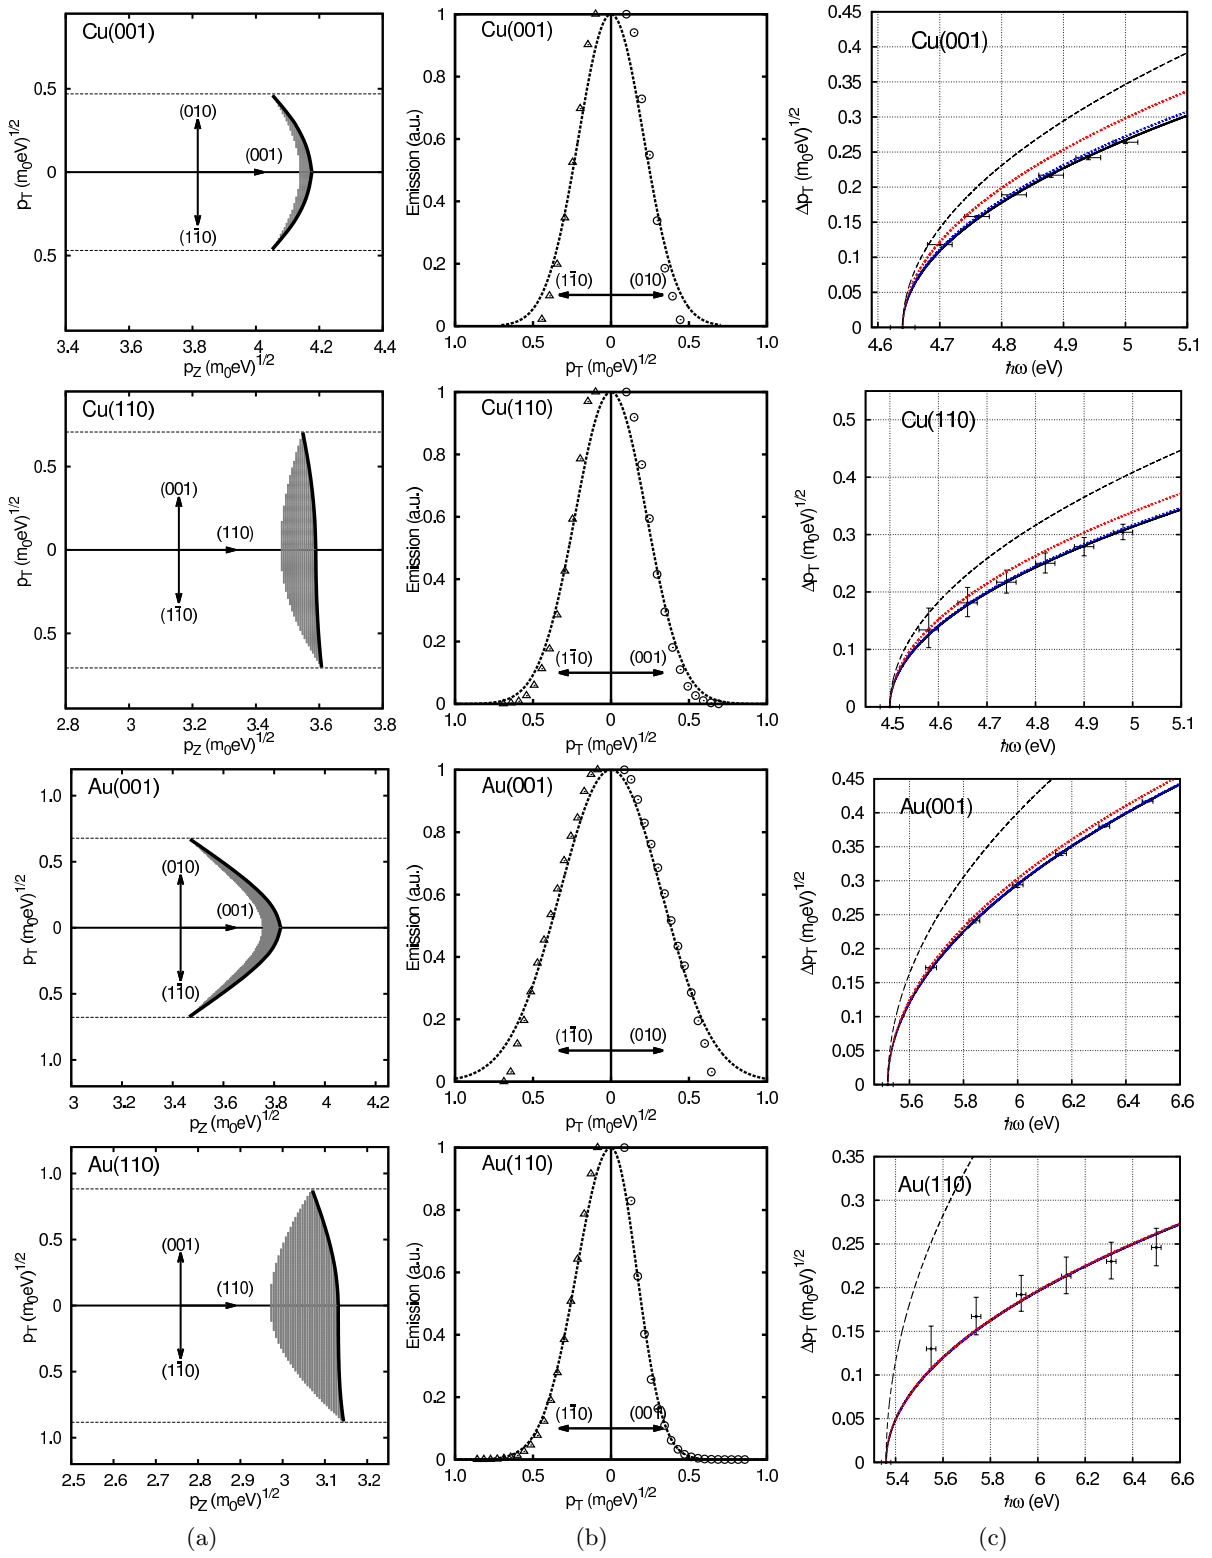 Cu(001)
0.5
0
0.5
p_T (m_0eV)^1/2
(010)
(001)
(1̄10)
3.4 3.6 3.8 4 4.2 4.4
p_Z (m_0eV)^1/2
Cu(001)
1
0.8
0.6
0.4
0.2
0
Emission (a.u.)
(11̄0) (010)
1.0 0.5 0 0.5 1.0
p_T (m_0eV)^1/2
Cu(001)
0.45
0.4
0.35
0.3
0.25
0.2
0.15
0.1
0.05
0
Δp_T (m_0eV)^1/2
4.6 4.7 4.8 4.9 5 5.1
ħω (eV)
Cu(110)
0.5
0
0.5
p_T (m_0eV)^1/2
(001)
(110)
(11̄0)
2.8 3 3.2 3.4 3.6 3.8
p_Z (m_0eV)^1/2
Cu(110)
1
0.8
0.6
0.4
0.2
0
Emission (a.u.)
(11̄0) (001)
1.0 0.5 0 0.5 1.0
p_T (m_0eV)^1/2
Cu(110)
0.5
0.4
0.3
0.2
0.1
0
Δp_T (m_0eV)^1/2
4.5 4.6 4.7 4.8 4.9 5 5.1
ħω (eV)
Au(001)
1.0
0.5
0
0.5
1.0
p_T (m_0eV)^1/2
(010)
(001)
(11̄0)
3 3.2 3.4 3.6 3.8 4 4.2
p_Z (m_0eV)^1/2
Au(001)
1
0.8
0.6
0.4
0.2
0
Emission (a.u.)
(11̄0) (010)
1.0 0.5 0 0.5 1.0
p_T (m_0eV)^1/2
Au(001)
0.45
0.4
0.35
0.3
0.25
0.2
0.15
0.1
0.05
0
Δp_T (m_0eV)^1/2
5.6 5.8 6 6.2 6.4 6.6
ħω (eV)
Au(110)
1.0
0.5
0
0.5
1.0
p_T (m_0eV)^1/2
(001)
(110)
(11̄0)
2.5 2.6 2.7 2.8 2.9 3 3.1 3.2
p_Z (m_0eV)^1/2
Au(110)
1
0.8
0.6
0.4
0.2
0
Emission (a.u.)
(11̄0) (001)
1.0 0.5 0 0.5 1.0
p_T (m_0eV)^1/2
Au(110)
0.35
0.3
0.25
0.2
0.15
0.1
0.05
0
Δp_T (m_0eV)^1/2
5.4 5.6 5.8 6 6.2 6.4 6.6
ħω (eV)
(a) (b) (c)